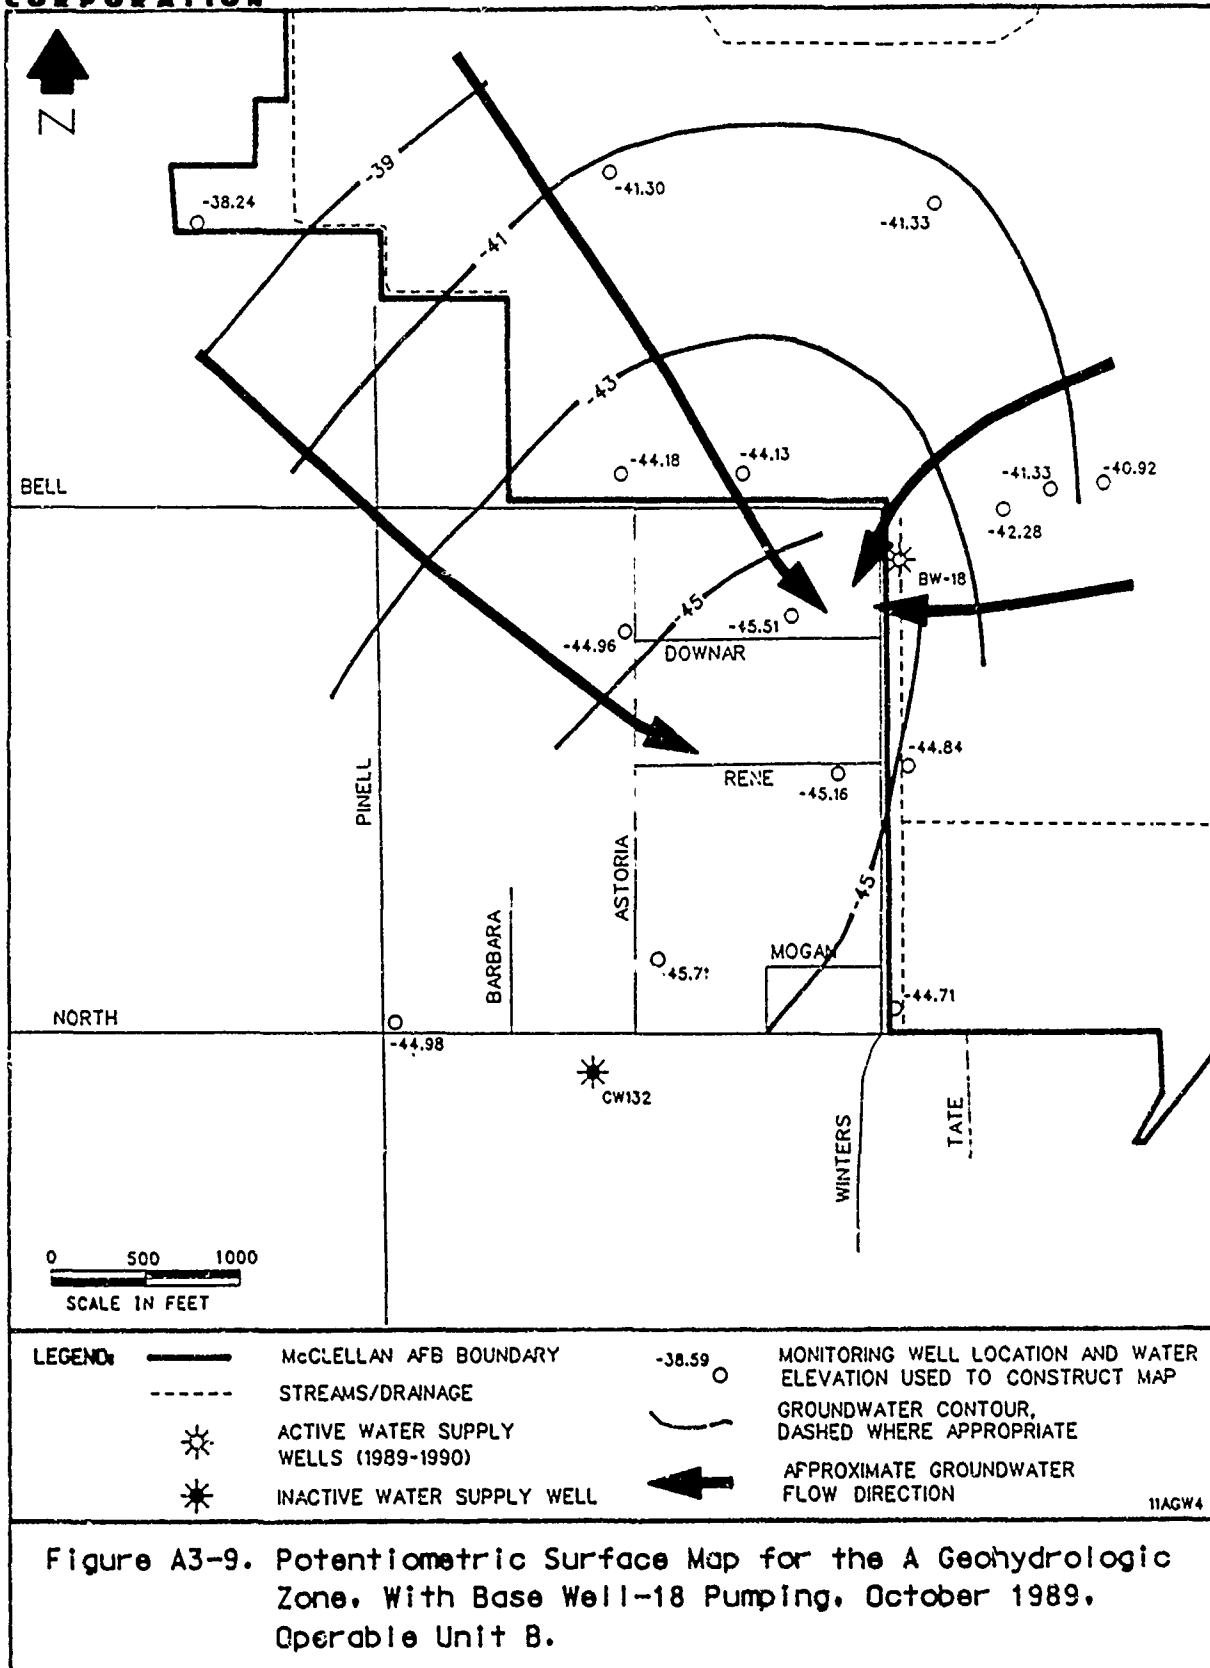 CORPORATION
Z
-39
-38.24
-41.30
-41.33
-41
-43
-44.18
-44.13
-41.33
-40.92
BELL
-42.28
BW-18
-45
-45.51
-44.96
DOWNAR
-44.84
RENE
-45.16
PINELL
ASTORIA
-45
BARBARA
MOGAN
-45.71
-44.71
NORTH
-44.98
CW132
TATE
WINTERS
0 500 1000
SCALE IN FEET
LEGEND:
McCLELLAN AFB BOUNDARY
STREAMS/DRAINAGE
ACTIVE WATER SUPPLY
WELLS (1989-1990)
INACTIVE WATER SUPPLY WELL
-38.59
MONITORING WELL LOCATION AND WATER
ELEVATION USED TO CONSTRUCT MAP
GROUNDWATER CONTOUR,
DASHED WHERE APPROPRIATE
APPROXIMATE GROUNDWATER
FLOW DIRECTION
11AGW4
Figure A3-9. Potentiometric Surface Map for the A Geohydrologic
Zone, With Base Well-18 Pumping, October 1989,
Operable Unit B.